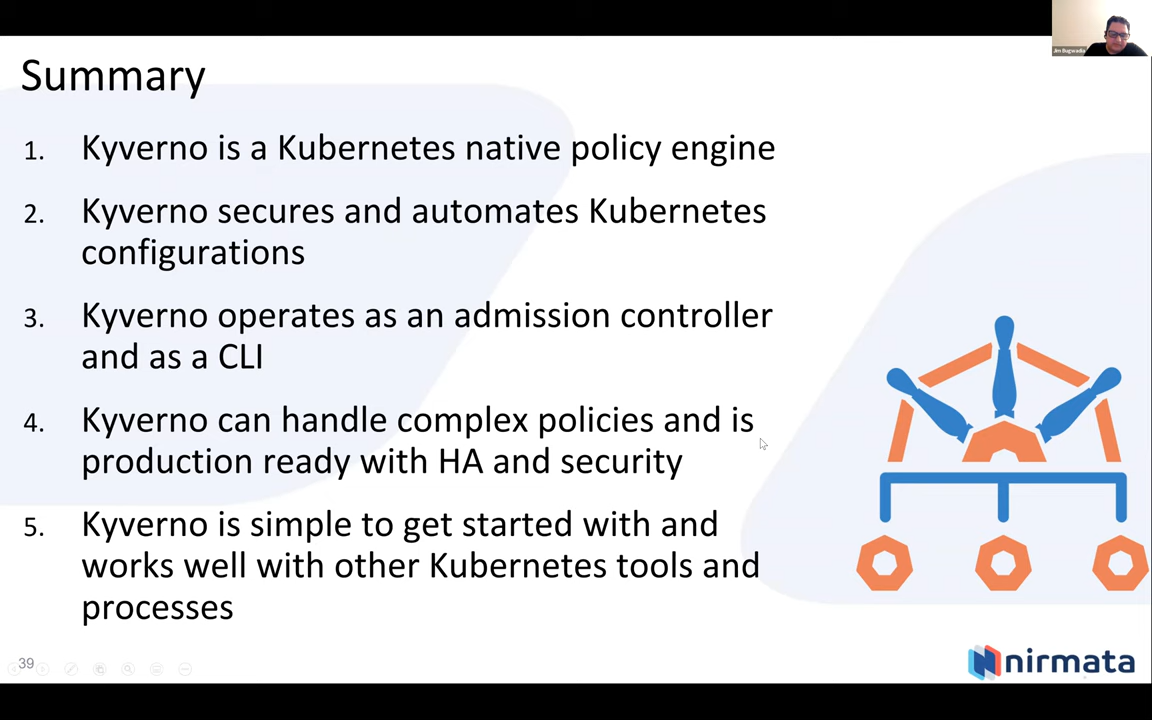 Jim Bugwadia
Summary
1. Kyverno is a Kubernetes native policy engine
2. Kyverno secures and automates Kubernetes
configurations
3. Kyverno operates as an admission controller
and as a CLI
4. Kyverno can handle complex policies and is
production ready with HA and security
5. Kyverno is simple to get started with and
works well with other Kubernetes tools and
processes
39
nirmata